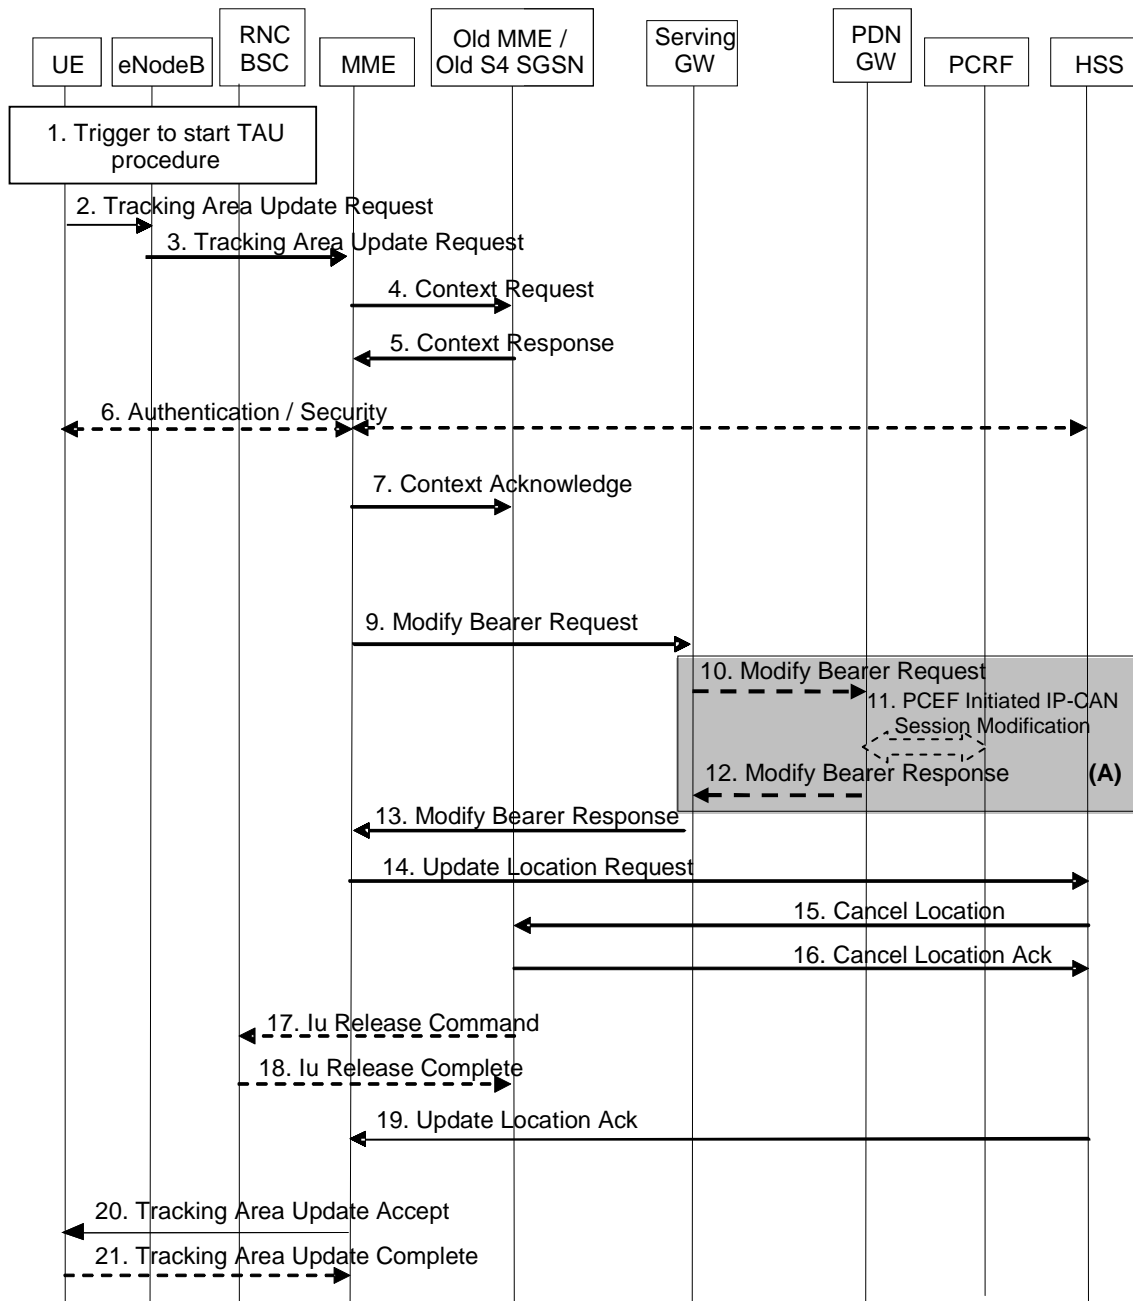 UE
eNodeB
RNC
BSC
MME
Old MME /
Old S4 SGSN
Serving
GW
PDN
GW
PCRF
HSS
1. Trigger to start TAU
procedure
2. Tracking Area Update Request
3. Tracking Area Update Request
4. Context Request
5. Context Response
6. Authentication / Security
7. Context Acknowledge
9. Modify Bearer Request
10. Modify Bearer Request
11. PCEF Initiated IP-CAN
Session Modification
12. Modify Bearer Response
(A)
13. Modify Bearer Response
14. Update Location Request
15. Cancel Location
16. Cancel Location Ack
17. Iu Release Command
18. Iu Release Complete
19. Update Location Ack
20. Tracking Area Update Accept
21. Tracking Area Update Complete